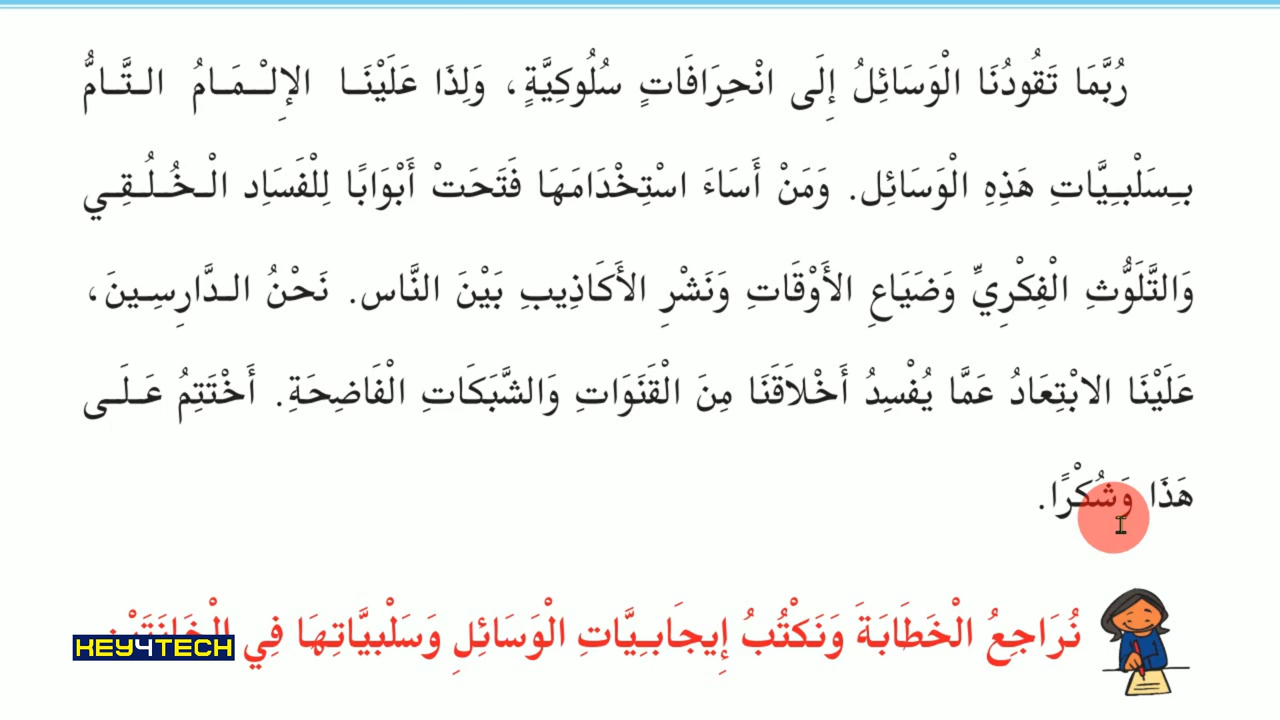 رُبَّمَا تَقُودُنَا الْوَسَائِلُ إِلَى انْحِرَافَاتٍ سُلُوكِيَّةٍ، وَلِذَا عَلَيْنَا الإِلْمَامُ التَّامُّ
بِسَلْبِيَّاتِ هَذِهِ الْوَسَائِل. وَمَنْ أَسَاءَ اسْتِخْدَامَهَا فَتَحَتْ أَبْوَابًا لِلْفَسَادِ الْخُلُقِي
وَالتَّلَوُّثِ الْفِكْرِيِّ وَضَيَاعِ الأَوْقَاتِ وَنَشْرِ الأَكَاذِيبِ بَيْنَ النَّاس. نَحْنُ الدَّارِسِينَ،
عَلَيْنَا الابْتِعَادُ عَمَّا يُفْسِدُ أَخْلاَقَنَا مِنَ الْقَنَوَاتِ وَالشَّبَكَاتِ الْفَاضِحَةِ. أَخْتَتِمُ عَلَى
هَذَا وَشُكْرًا.
نُرَاجِعُ الْخَطَابَةَ وَنَكْتُبُ إِيجَابِيَّاتِ الْوَسَائِلِ وَسَلْبِيَّاتِهَا فِي
KEY4TECH